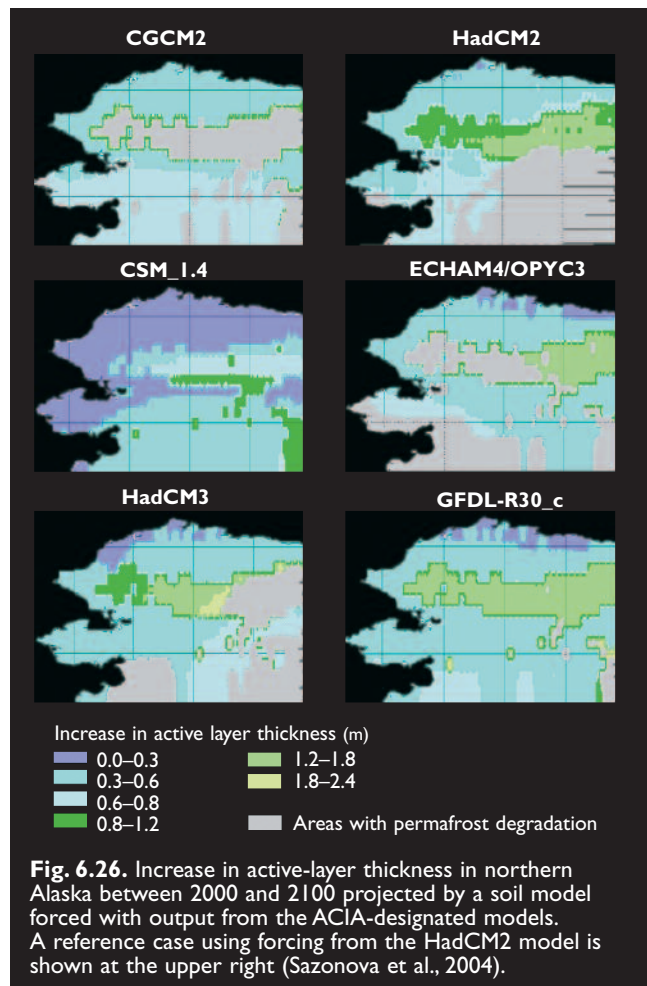 CGCM2
HadCM2
CSM_1.4
ECHAM4/OPYC3
HadCM3
GFDL-R30_c
Increase in active layer thickness (m)
0.0–0.3
0.3–0.6
0.6–0.8
0.8–1.2
1.2–1.8
1.8–2.4
Areas with permafrost degradation
Fig. 6.26. Increase in active-layer thickness in northern
Alaska between 2000 and 2100 projected by a soil model
forced with output from the ACIA-designated models.
A reference case using forcing from the HadCM2 model is
shown at the upper right (Sazonova et al., 2004).